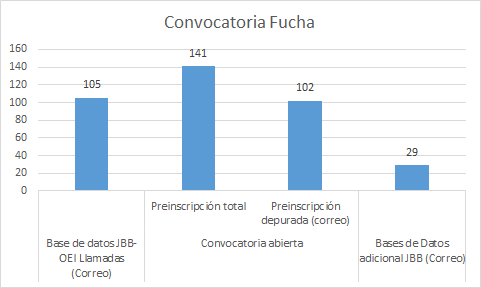 Convocatoria Fucha
160
140
120
100
80
60
40
20
0
105
141
102
29
Preinscripción total
Preinscripción
depurada (correo)
Base de datos JBB-
OEI Llamadas
(Correo)
Convocatoria abierta
Bases de Datos
adicional JBB (Correo)